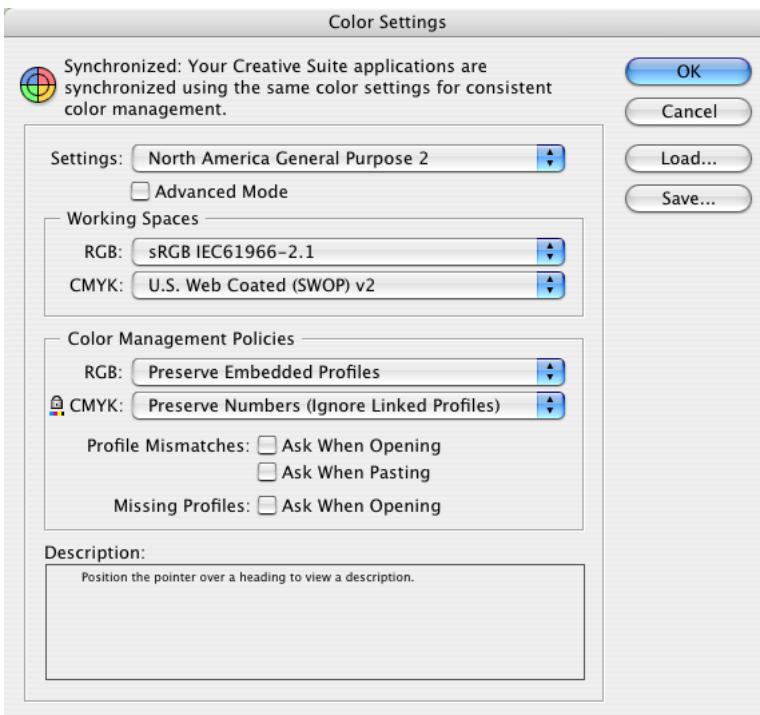 Color Settings
Synchronized: Your Creative Suite applications are
synchronized using the same color settings for consistent
color management.
OK
Cancel
Load...
Save...
Settings: North America General Purpose 2
Advanced Mode
Working Spaces
RGB: sRGB IEC61966-2.1
CMYK: U.S. Web Coated (SWOP) v2
Color Management Policies
RGB: Preserve Embedded Profiles
CMYK: Preserve Numbers (Ignore Linked Profiles)
Profile Mismatches: Ask When Opening
Ask When Pasting
Missing Profiles: Ask When Opening
Description:
Position the pointer over a heading to view a description.